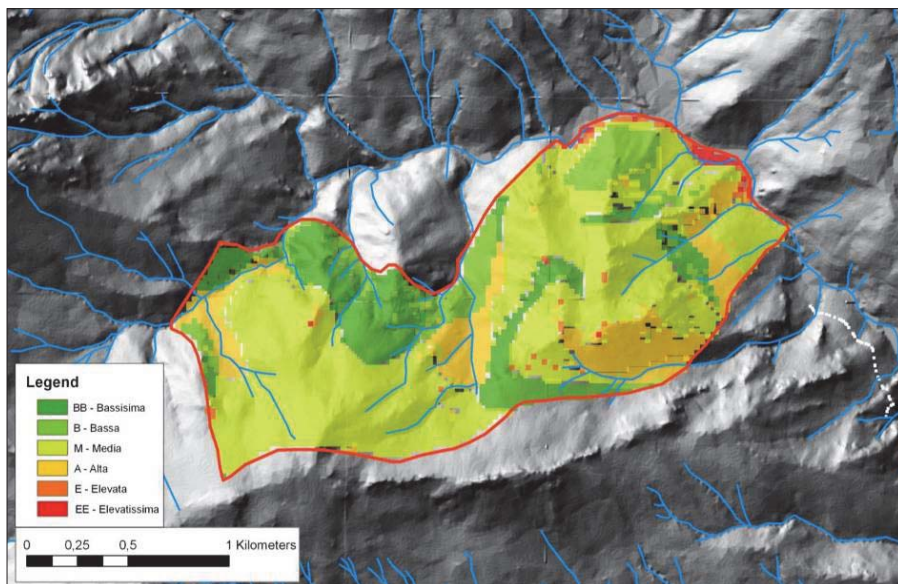 Legend
BB - Bassisima
B - Bassa
M - Media
A - Alta
E - Elevata
EE - Elevatissima
0 0,25 0,5 1 Kilometers